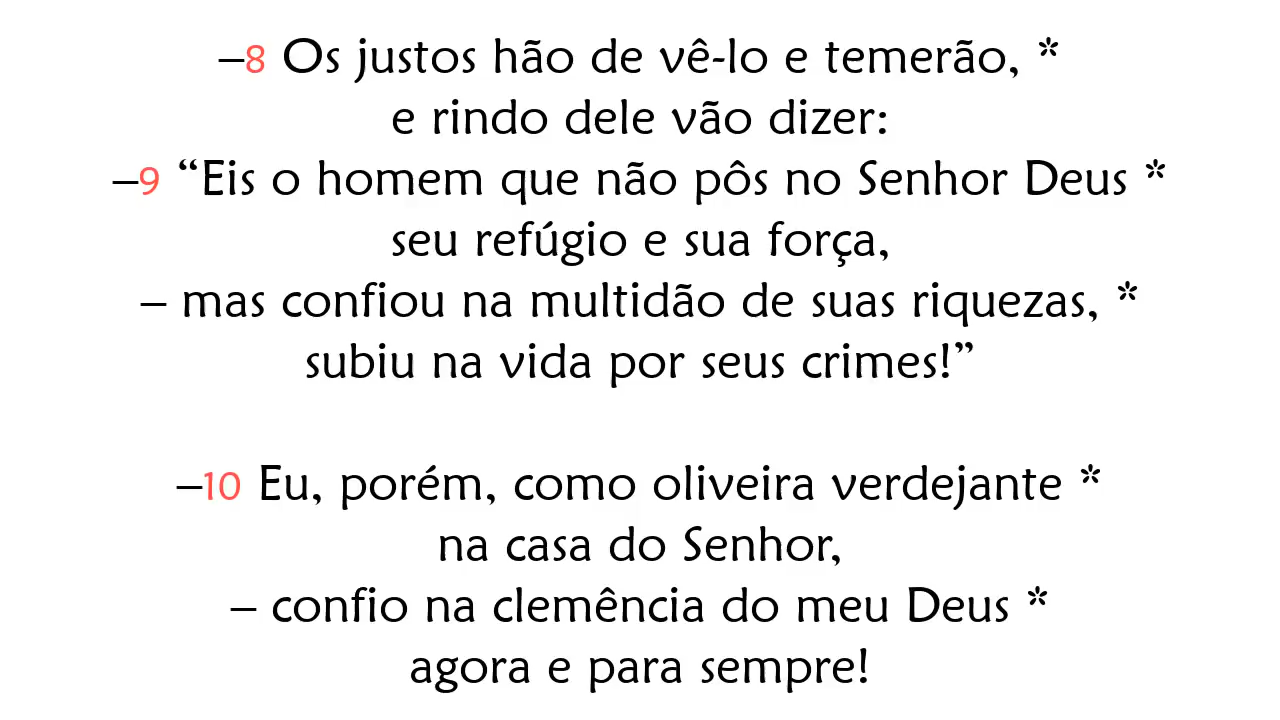 –8 Os justos hão de vê-lo e temerão, *
e rindo dele vão dizer:
–9 “Eis o homem que não pôs no Senhor Deus *
seu refúgio e sua força,
– mas confiou na multidão de suas riquezas, *
subiu na vida por seus crimes!”
–10 Eu, porém, como oliveira verdejante *
na casa do Senhor,
– confio na clemência do meu Deus *
agora e para sempre!